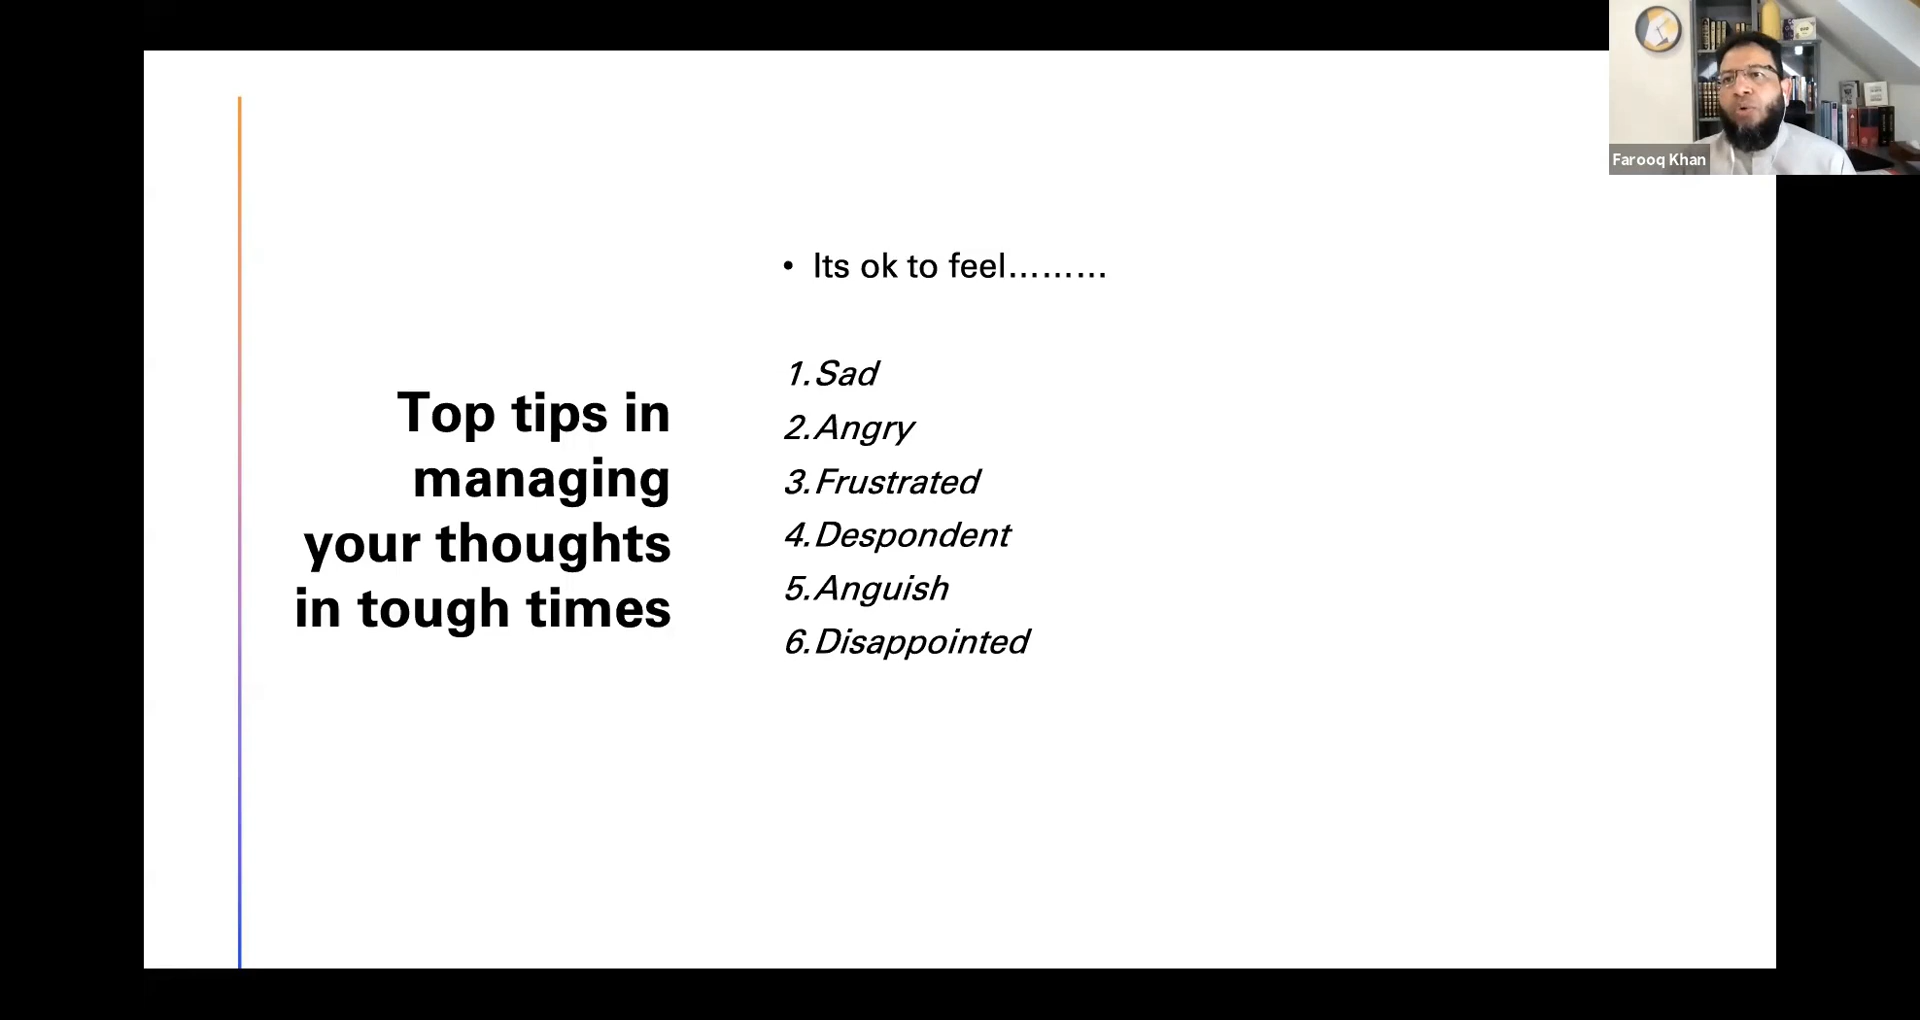 Top tips in
managing
your thoughts
in tough times
• Its ok to feel.........
1. Sad
2. Angry
3. Frustrated
4. Despondent
5. Anguish
6. Disappointed
Farooq Khan